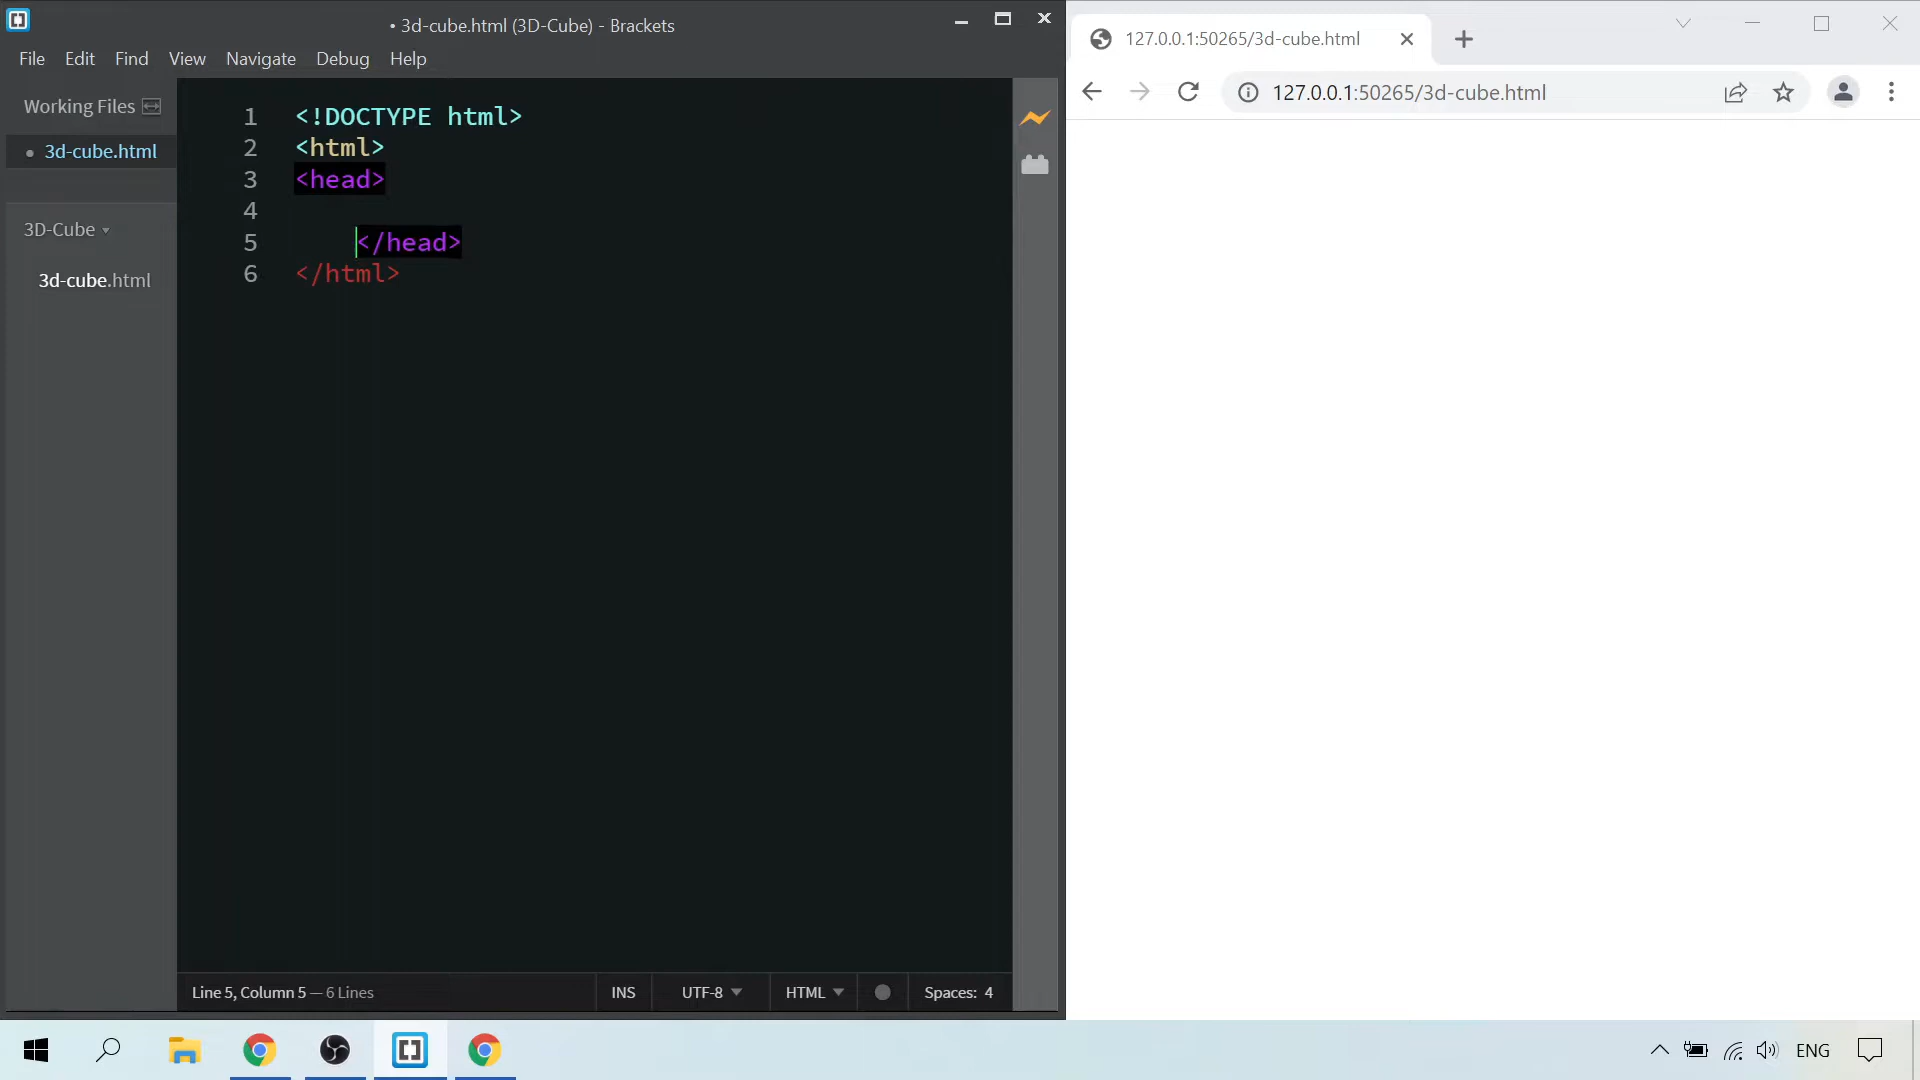 • 3d-cube.html (3D-Cube) - Brackets
File Edit Find View Navigate Debug Help
Working Files
• 3d-cube.html
3D-Cube
3d-cube.html
1 <!DOCTYPE html>
2 <html>
3 <head>
4
5 </head>
6 </html>
Line 5, Column 5 — 6 Lines
INS
UTF-8
HTML
Spaces: 4
127.0.0.1:50265/3d-cube.html
127.0.0.1:50265/3d-cube.html
ENG